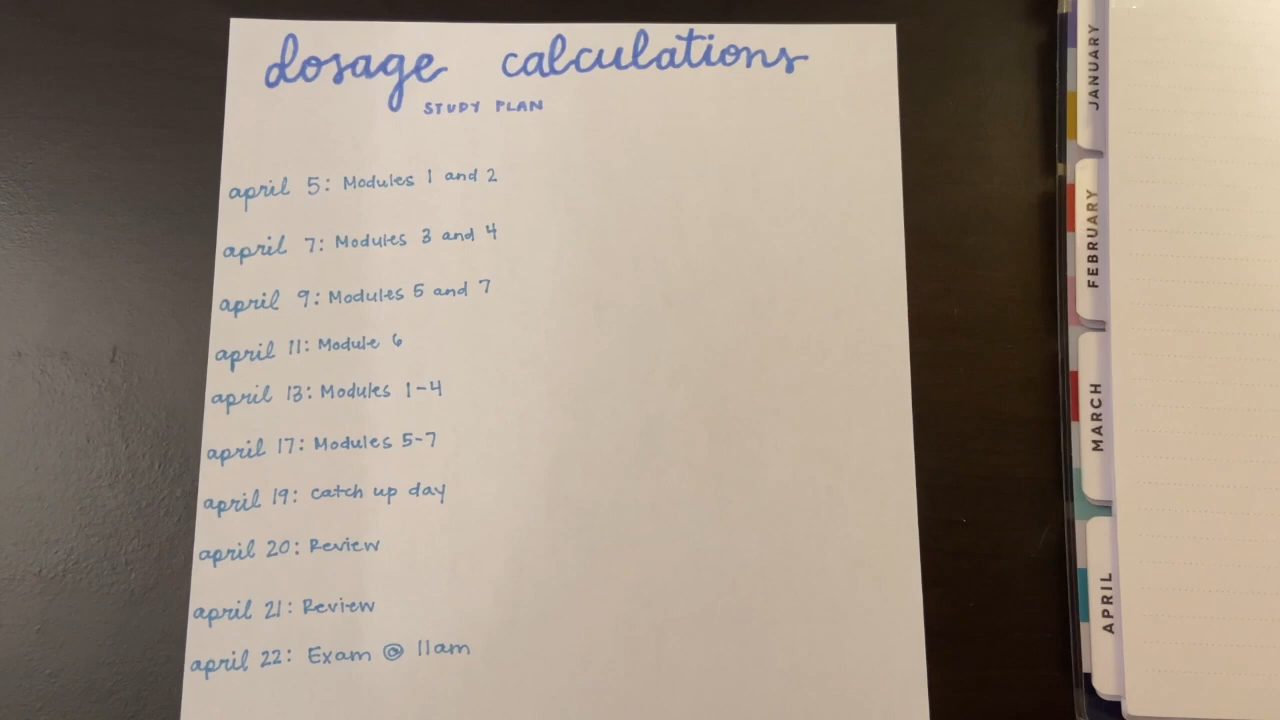 dosage calculations
STUDY PLAN
april 5: Modules 1 and 2
april 7: Modules 3 and 4
april 9: Modules 5 and 7
april 11: Module 6
april 13: Modules 1-4
april 17: Modules 5-7
april 19: catch up day
april 20: Review
april 21: Review
april 22: Exam @ 11am
JANUARY
FEBRUARY
MARCH
APRIL